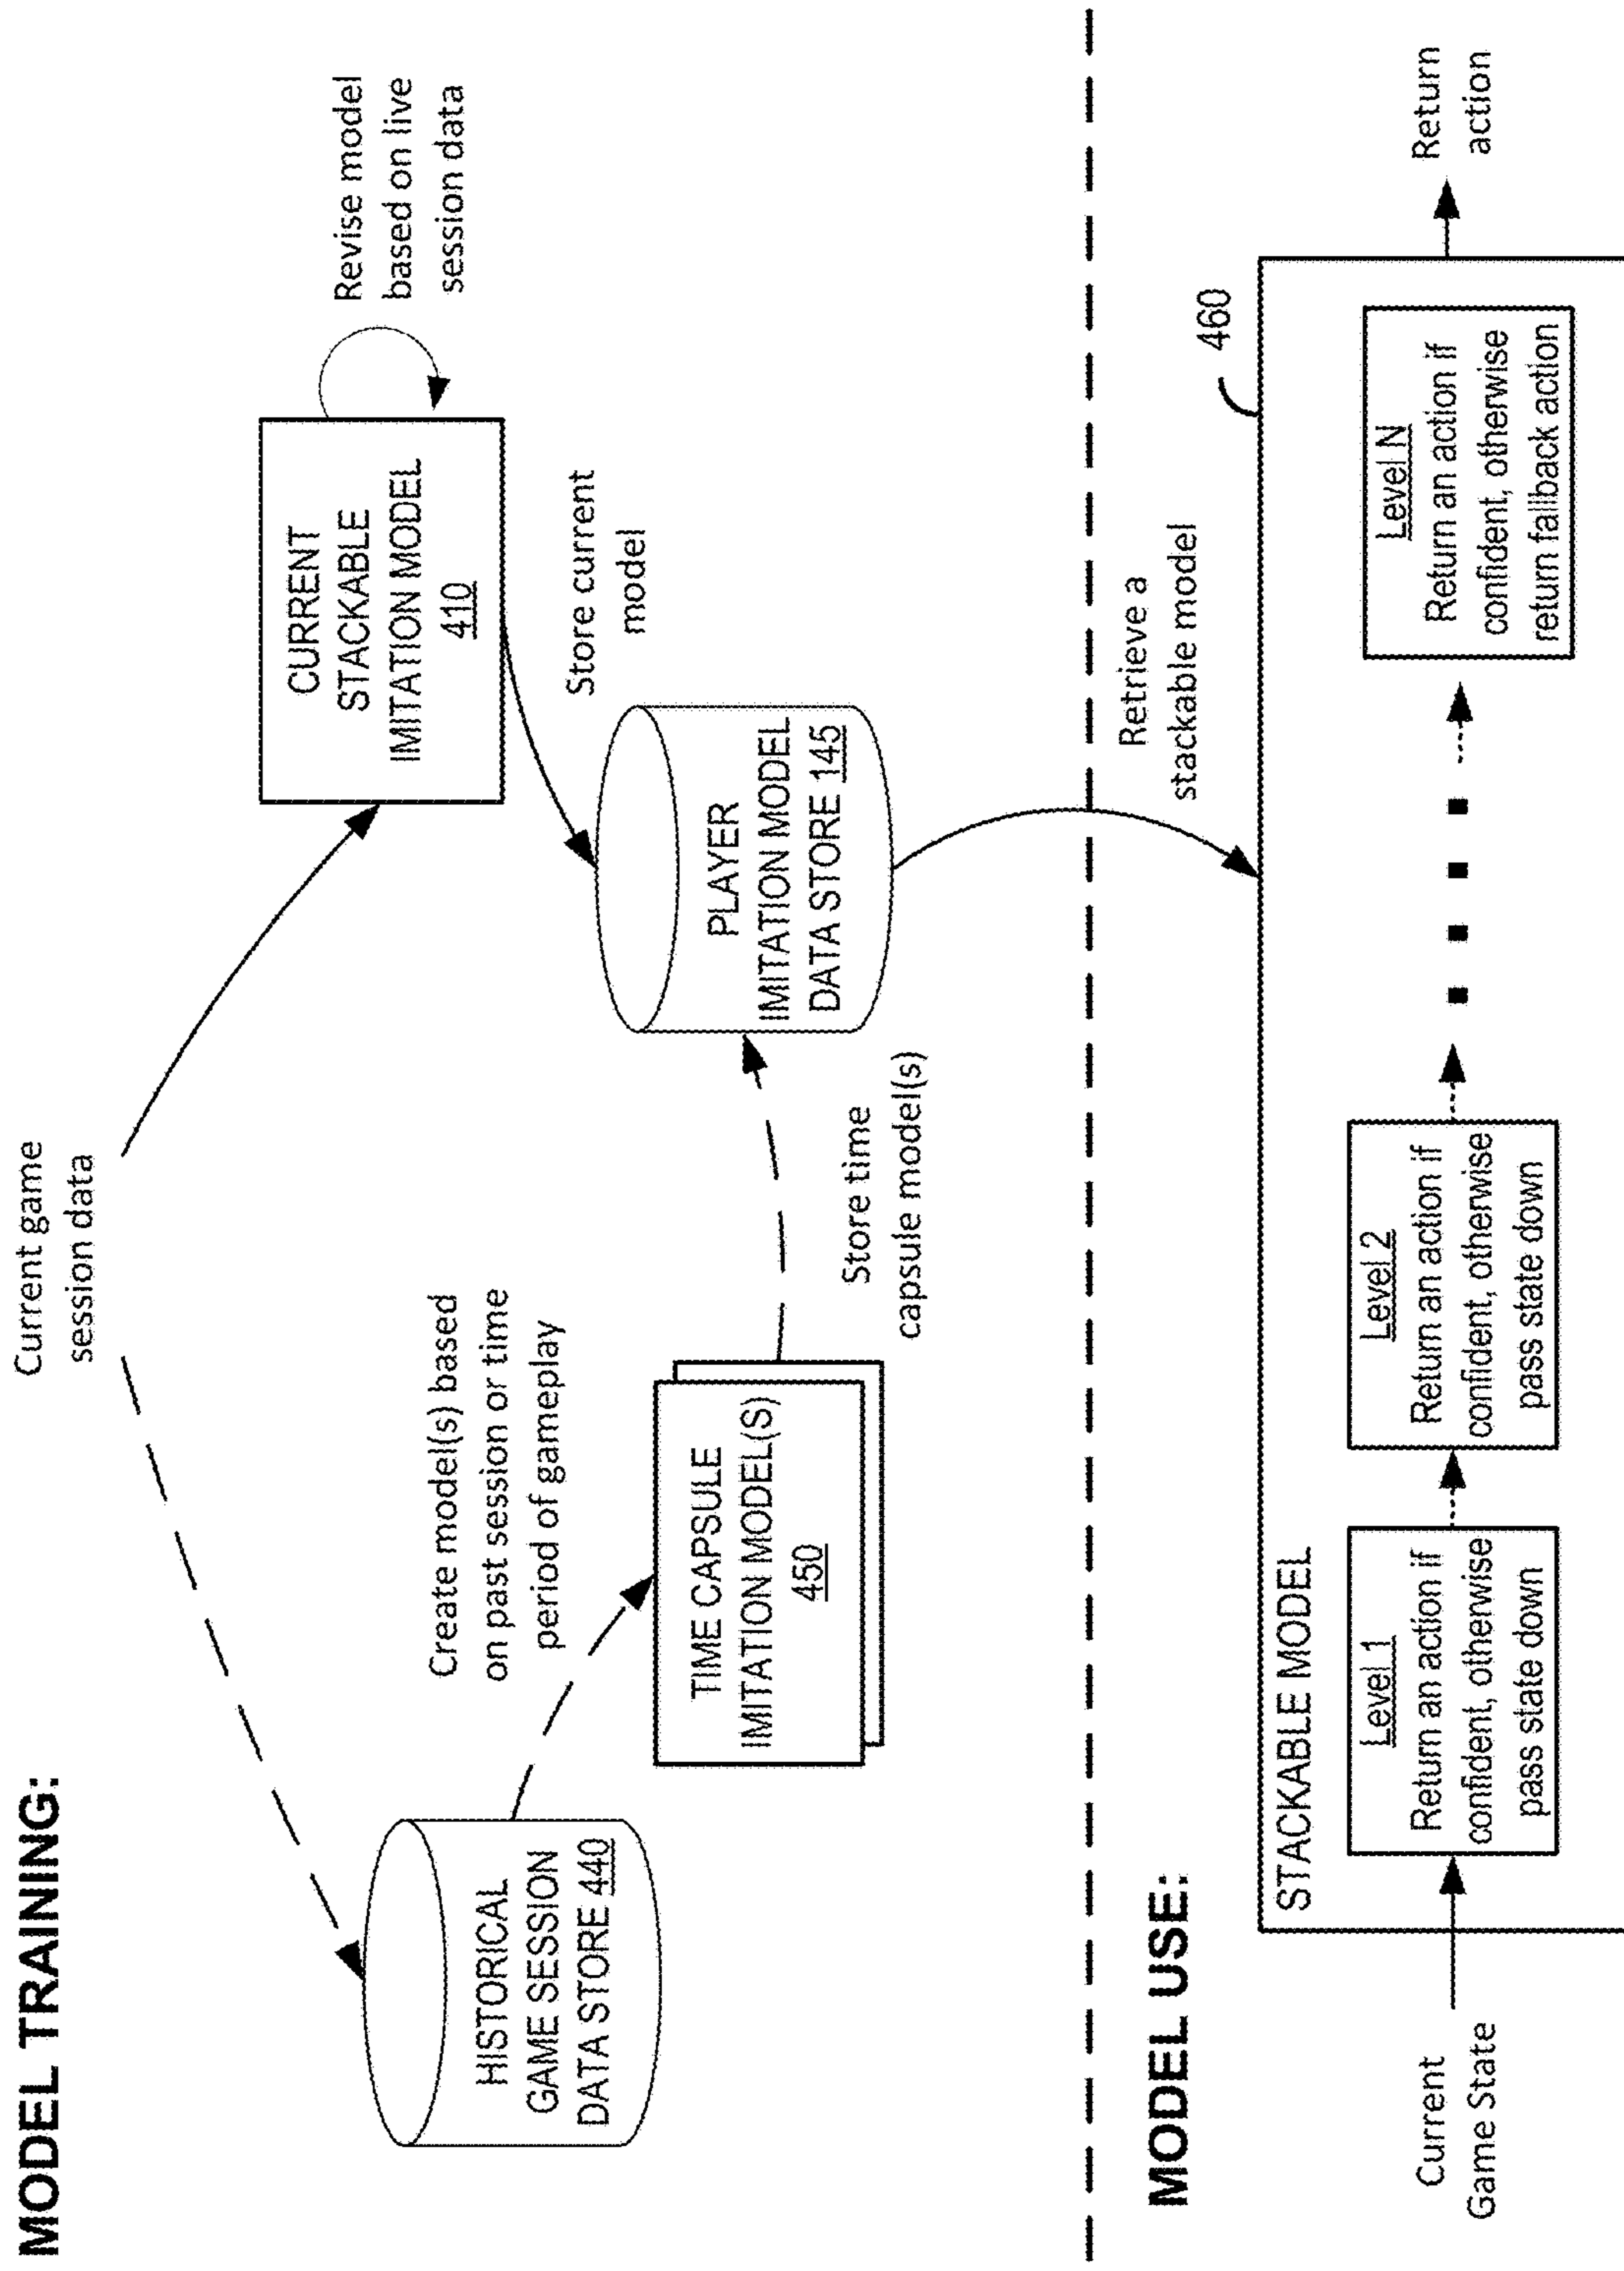 MODEL TRAINING:
Current game
session data
HISTORICAL
GAME SESSION
DATA STORE 440
Create model(s) based
on past session or time
period of gameplay
TIME CAPSULE
IMITATION MODEL(S)
450
Store time
capsule model(s)
CURRENT
STACKABLE
IMITATION MODEL
410
Revise model
based on live
session data
Store current
model
PLAYER
IMITATION MODEL
DATA STORE 145
Retrieve a
stackable model
MODEL USE:
460
STACKABLE MODEL
Current
Game State
Level 1
Return an action if
confident, otherwise
pass state down
Level 2
Return an action if
confident, otherwise
pass state down
Level N
Return an action if
confident, otherwise
return fallback action
Return
action